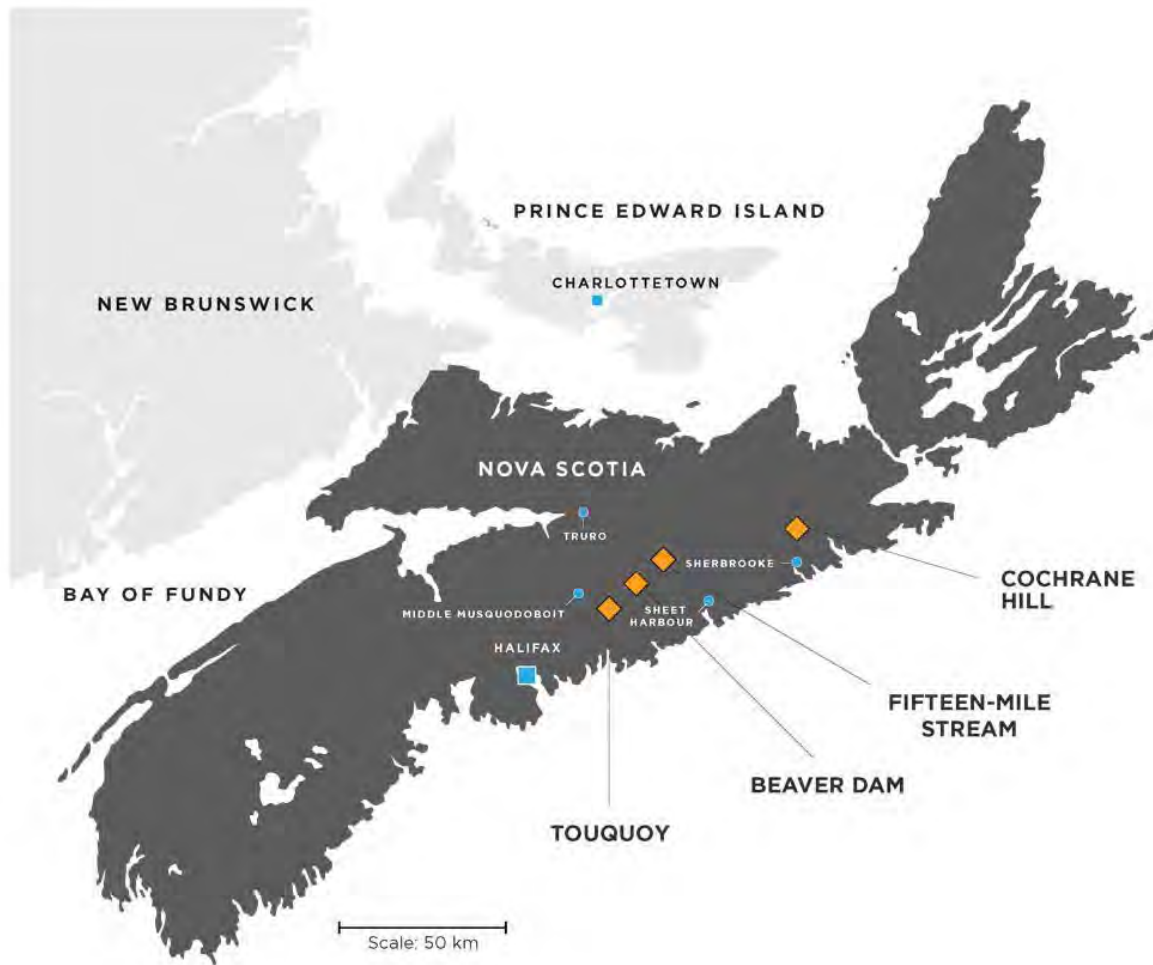 PRINCE EDWARD ISLAND
CHARLOTTETOWN
NEW BRUNSWICK
NOVA SCOTIA
TRURO
SHERBROOKE
COCHRANE
HILL
BAY OF FUNDY
MIDDLE MUSQUODOBOIT
SHEET
HARBOUR
HALIFAX
FIFTEEN-MILE
STREAM
BEAVER DAM
TOUQUOY
Scale: 50 km